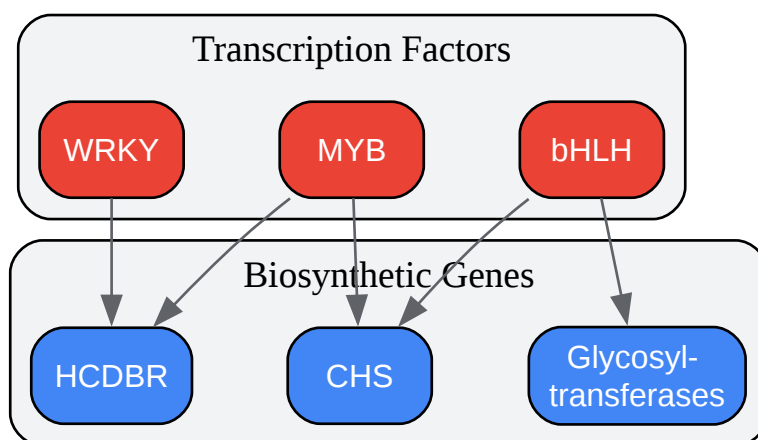 Transcription Factors
WRKY
MYB
bHLH
Biosynthetic Genes
HCDBR
CHS
Glycosyl-
transferases